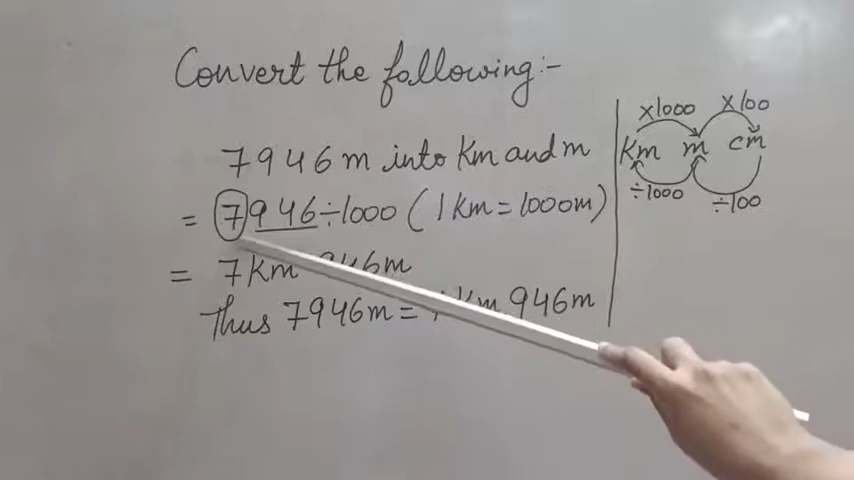 Convert the following:-
7946m into Km and m
= 7946÷1000 (1Km=1000m)
= 7Km 946m
Thus 7946m = Km 946m
×1000 ×100
Km m cm
÷1000 ÷100